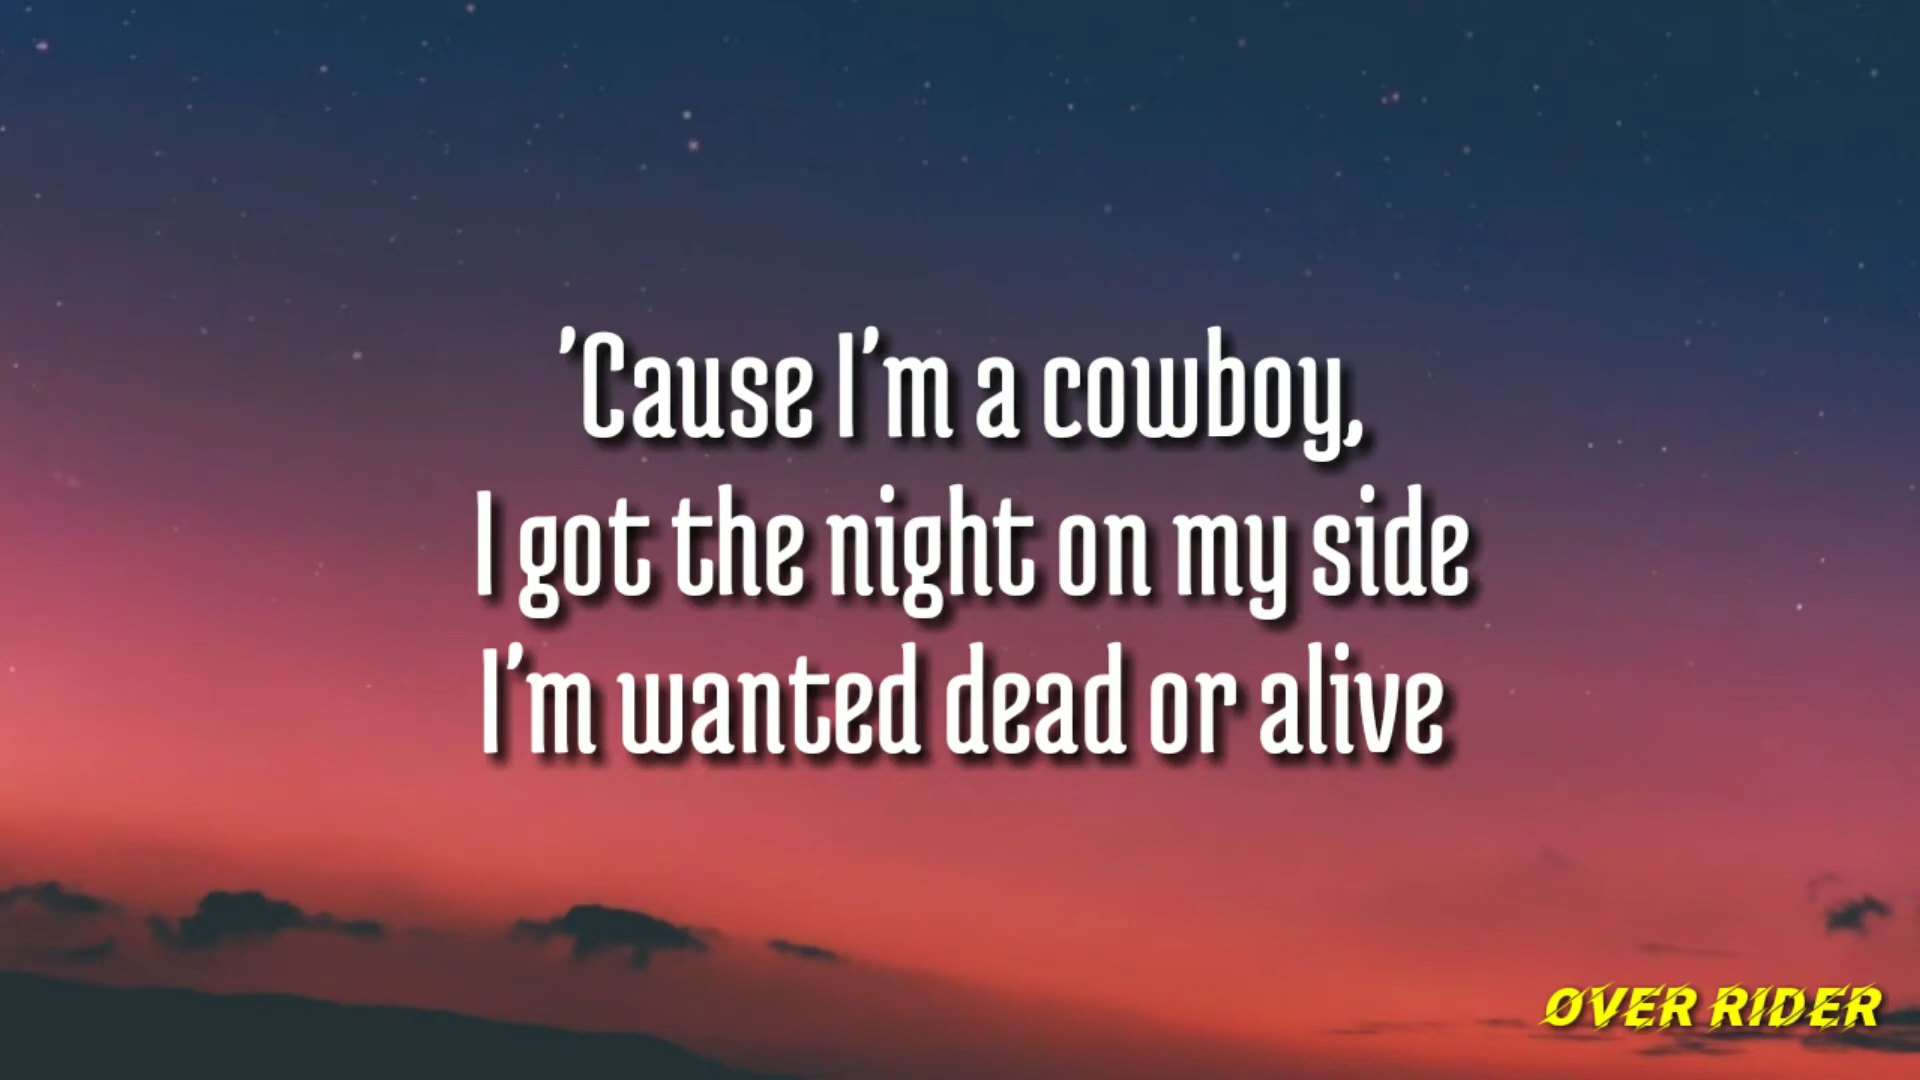 ’Cause I’m a cowboy,
I got the night on my side
I’m wanted dead or alive
OVER RIDER